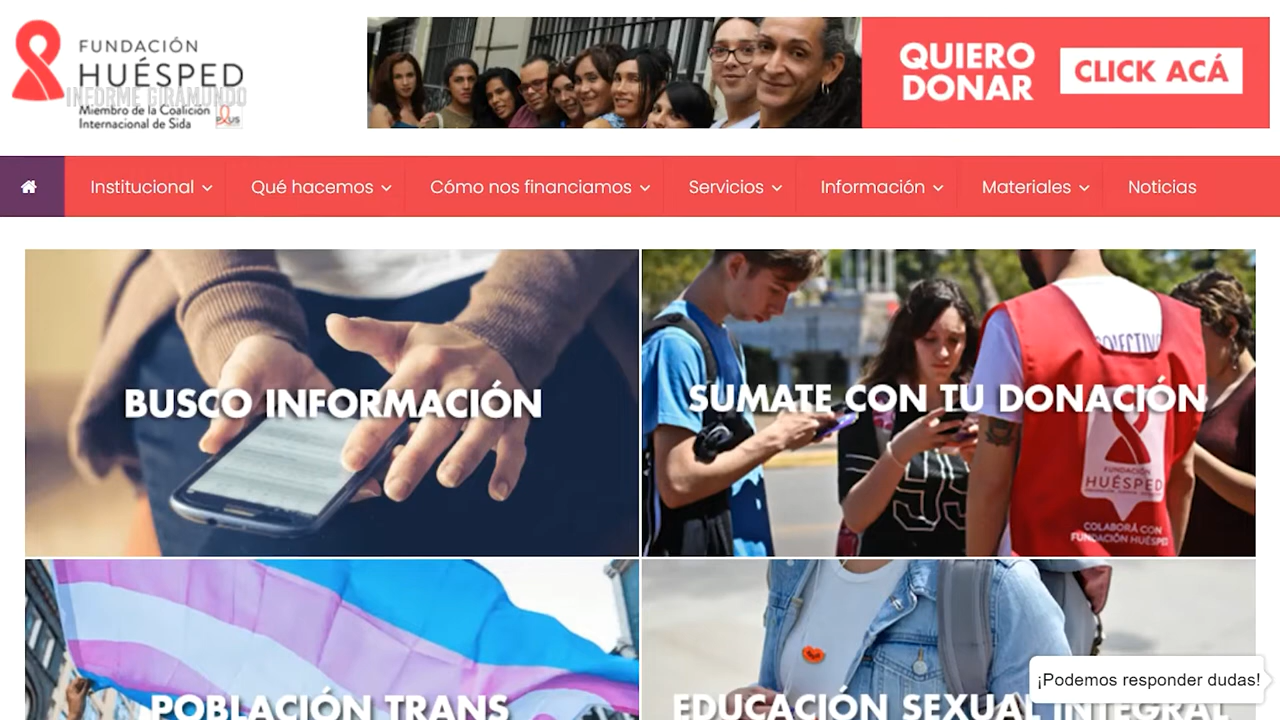 FUNDACIÓN
HUÉSPED
INFORME GIRAMUNDO
Miembro de la Coalición
Internacional de Sida
PLUS
QUIERO
DONAR
CLICK ACÁ
Institucional
Qué hacemos
Cómo nos financiamos
Servicios
Información
Materiales
Noticias
BUSCO INFORMACIÓN
SUMATE CON TU DONACIÓN
FUNDACIÓN
HUÉSPED
COLABORÁ CON
FUNDACIÓN HUÉSPED
POBLACIÓN TRANS
EDUCACIÓN SEXUAL INTEGRAL
¡Podemos responder dudas!